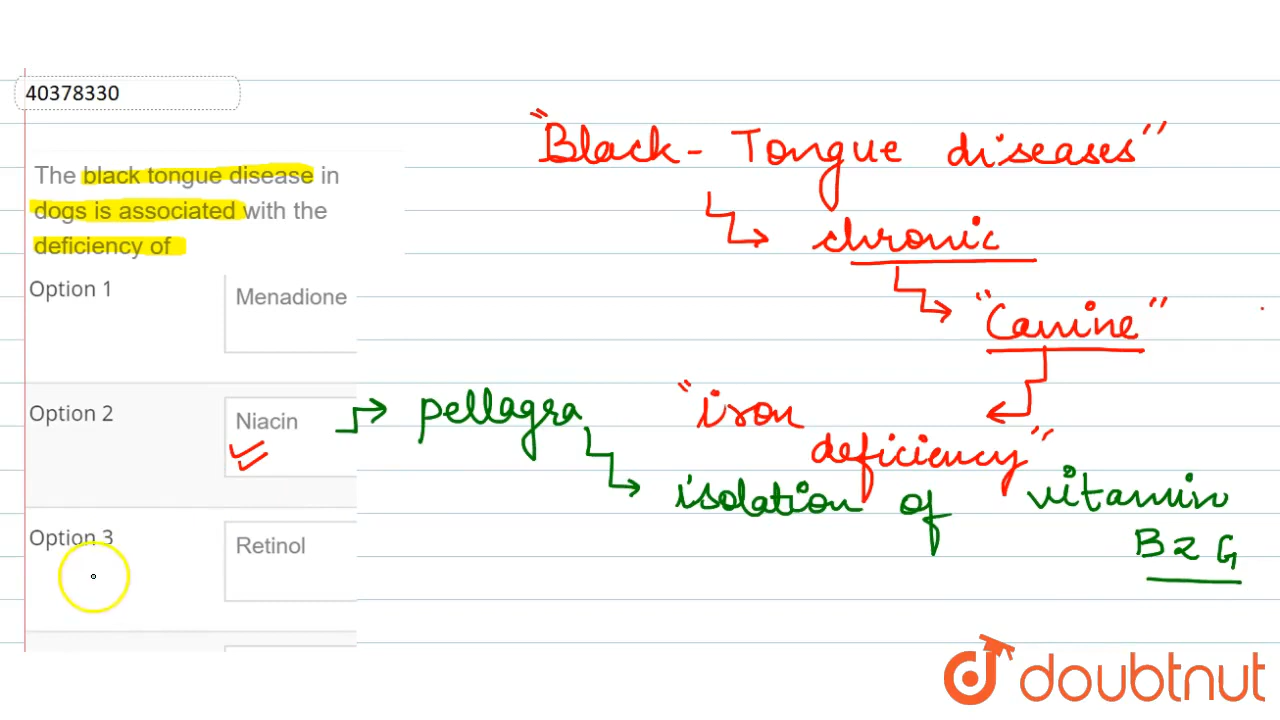 40378330
The black tongue disease in
dogs is associated with the
deficiency of
Option 1
Menadione
Option 2
Niacin
Option 3
Retinol
"Black - Tongue diseases"
chronic
"Canine"
"iron
deficiency"
pellagra
isolation of vitamin
B2 G
doubtnut